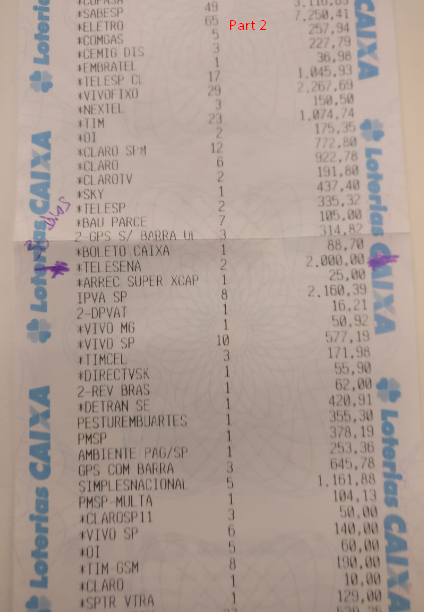 Part 2
*SABESP 49
*ELETRO 65 7.250,41
*COMGAS 5 257,94
*CEMIG DIS 3 227,79
*EMBRATEL 1 36,98
*TELESP CL 17 1.045,93
*VIVOFIXO 29 2.267,69
*NEXTEL 3 150,50
*TIM 23 1.074,74
*OI 2 175,35
*CLARO SPM 12 772,80
*CLARO 6 922,78
*CLAROTV 2 191,80
*SKY 1 437,40
*TELESP 2 335,32
*BAU PARCE 7 105,00
2-GPS S/ BARRA 3 314,82
*BOLETO CAIXA 1 88,70
*TELESENA 2 2.000,00
*ARREC SUPER XCAP 1 25,00
IPVA SP 8 2.160,39
2-DPVAT 1 16,21
*VIVO MG 1 50,92
*VIVO SP 10 577,19
*TIMCEL 3 171,98
*DIRECTVSK 1 55,90
2-REV BRAS 1 62,00
*DETRAN SE 1 420,91
PESTUREMBUARTES 1 355,30
PMSP 1 378,19
AMBIENTE PAG/SP 1 253,36
GPS COM BARRA 3 645,78
SIMPLESNACIONAL 5 1.161,88
PMSP-MULTA 1 104,13
*CLAROSP11 3 50,00
*VIVO SP 6 140,00
*OI 5 60,00
*TIM-GSM 8 190,00
*CLARO 1 10,00
*SPTR VTRA 1 129,00
Loterias CAIXA
Loterias CAIXA
Loterias CAIXA
CAIXA
Loterias CAIXA
Loterias CAIXA